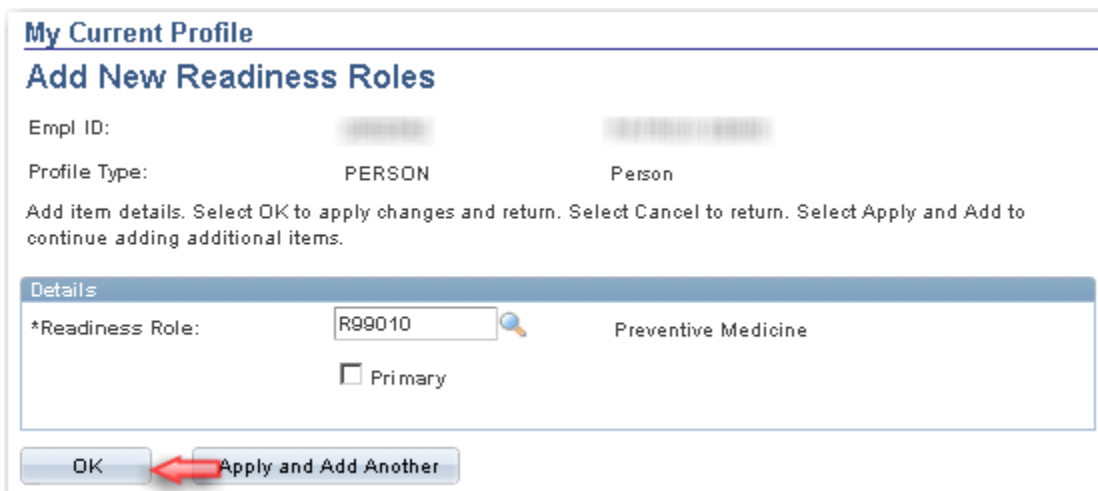 My Current Profile
Add New Readiness Roles
Empl ID:
Profile Type: PERSON Person
Add item details. Select OK to apply changes and return. Select Cancel to return. Select Apply and Add to
continue adding additional items.
Details
*Readiness Role: R99010 Preventive Medicine
Primary
OK Apply and Add Another